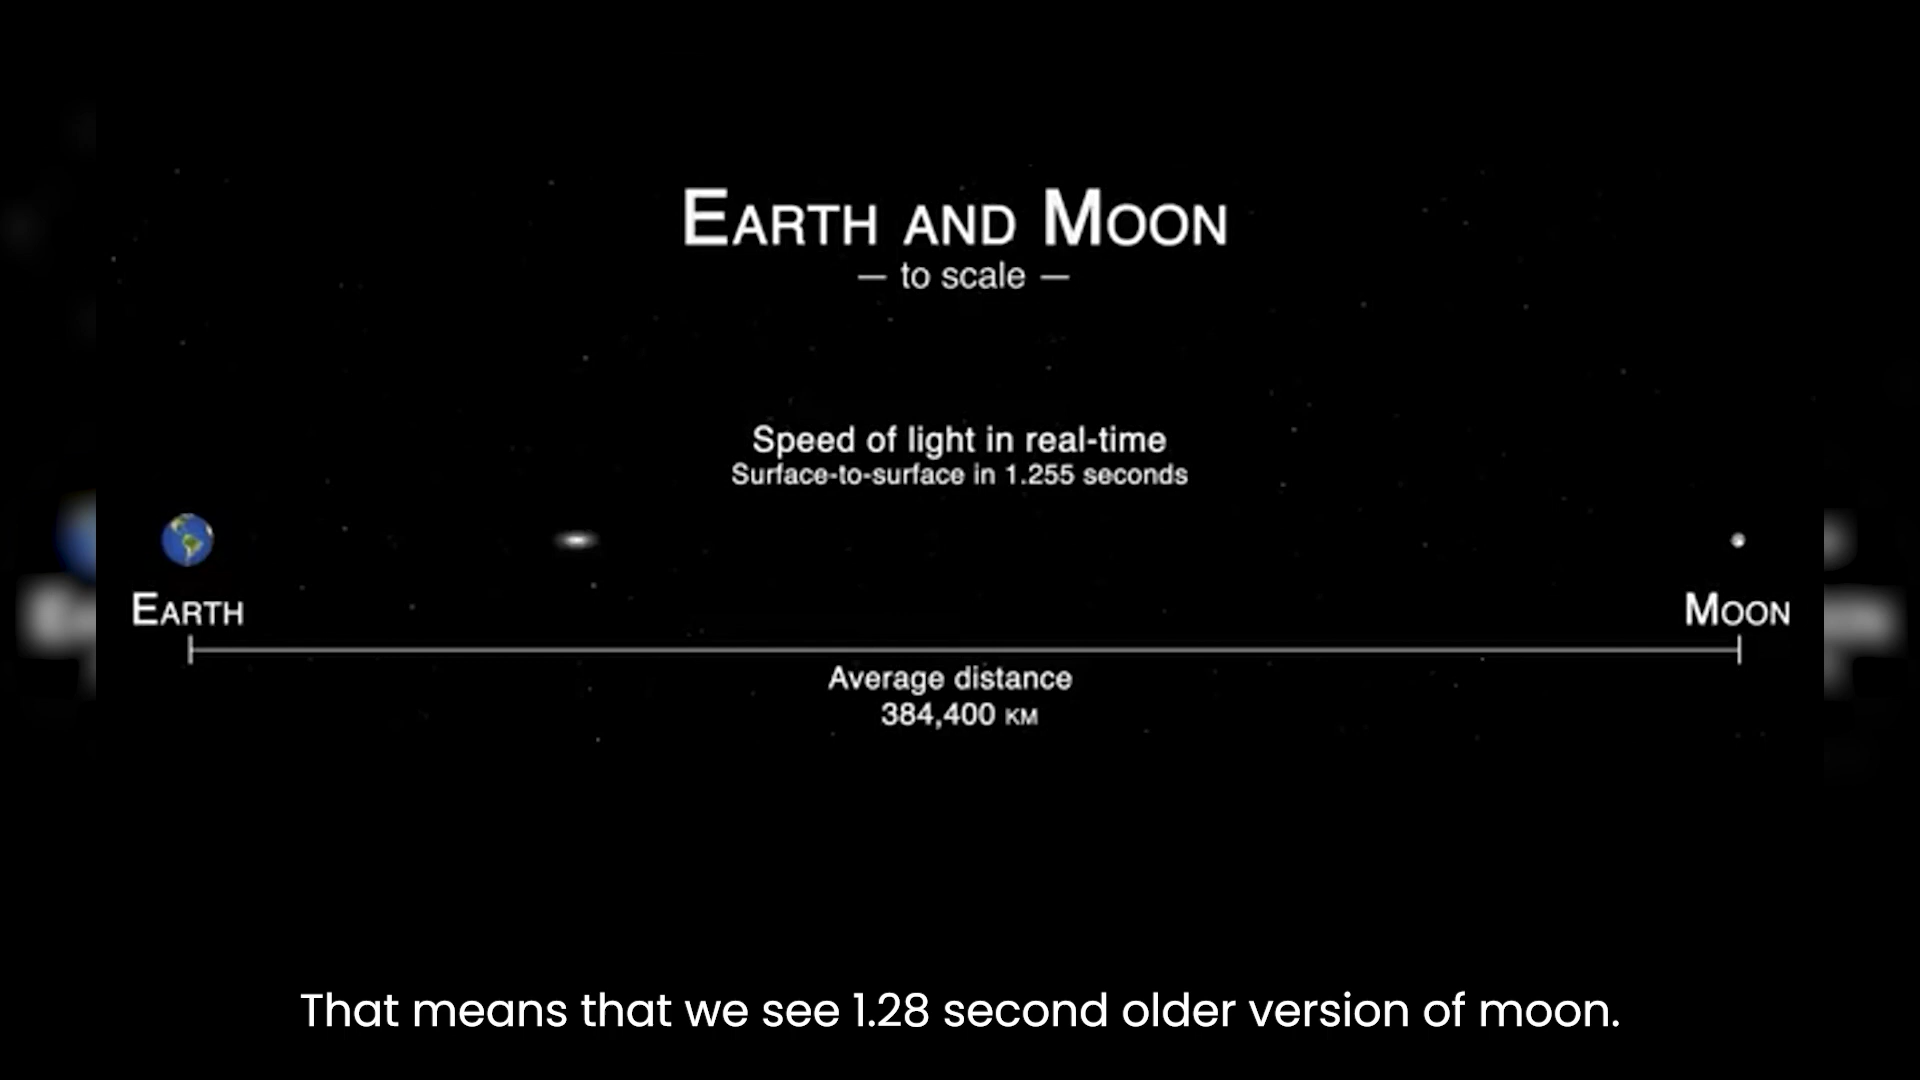 EARTH AND MOON
— to scale —
Speed of light in real-time
Surface-to-surface in 1.255 seconds
EARTH
MOON
Average distance
384,400 KM
That means that we see 1.28 second older version of moon.